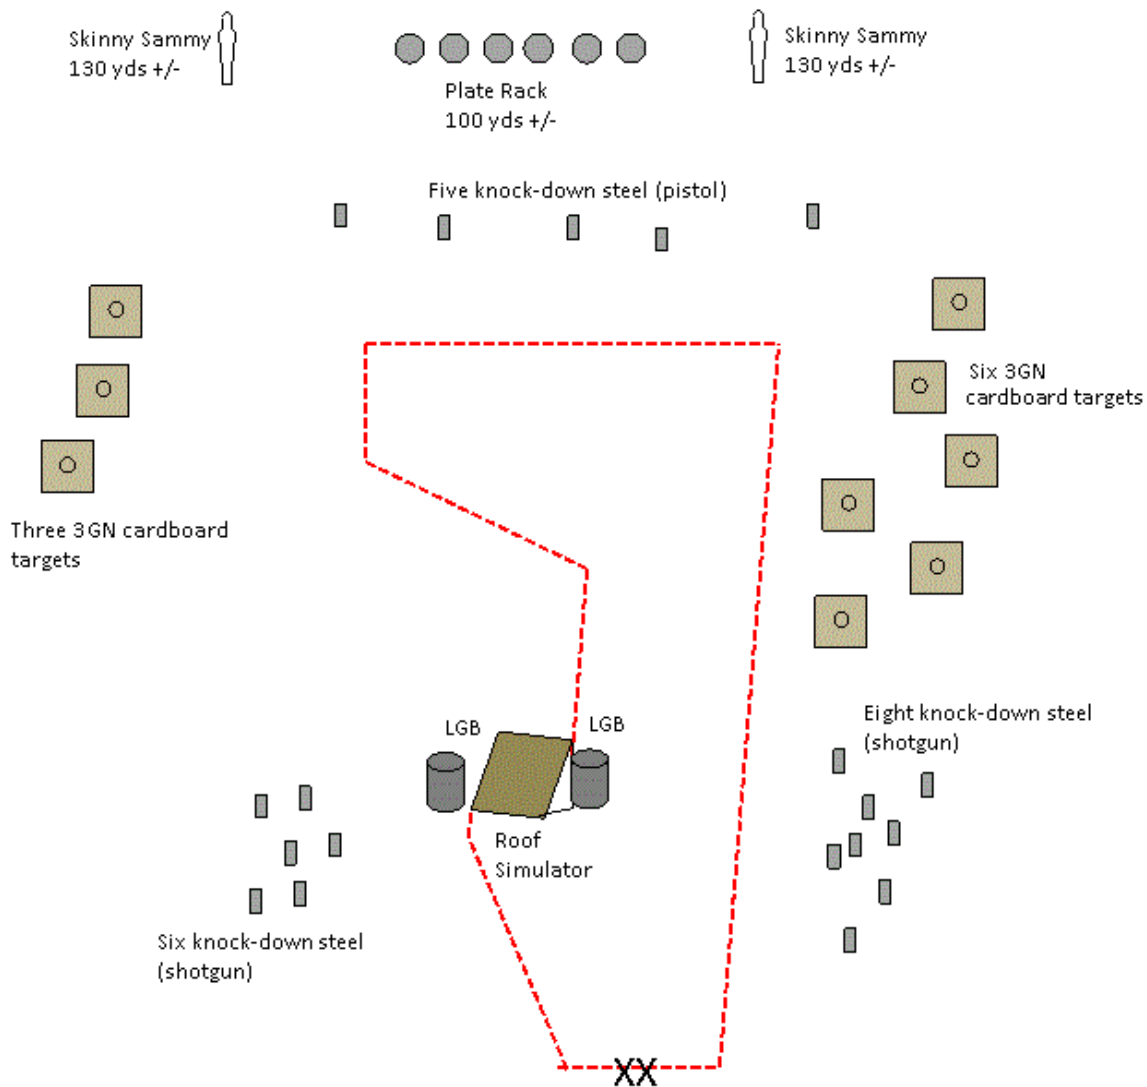 Skinny Sammy
130 yds +/-
Skinny Sammy
130 yds +/-
Plate Rack
100 yds +/-
Five knock-down steel (pistol)
Six 3GN
cardboard targets
Three 3GN cardboard
targets
LGB
LGB
Eight knock-down steel
(shotgun)
Roof
Simulator
Six knock-down steel
(shotgun)
XX